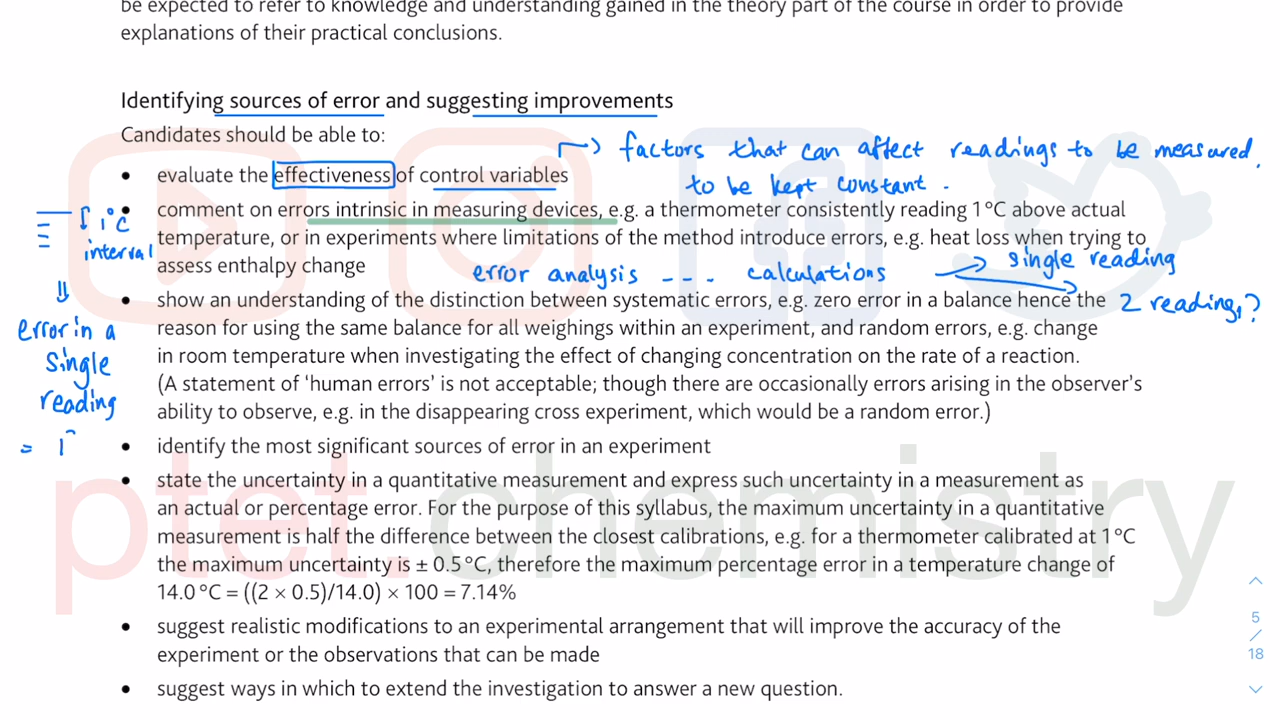 be expected to refer to knowledge and understanding gained in the theory part of the course in order to provide
explanations of their practical conclusions.
Identifying sources of error and suggesting improvements
Candidates should be able to:
factors that can affect readings to be measured.
to be kept constant.
• evaluate the effectiveness of control variables
1°C
interval
• comment on errors intrinsic in measuring devices, e.g. a thermometer consistently reading 1 °C above actual
temperature, or in experiments where limitations of the method introduce errors, e.g. heat loss when trying to
assess enthalpy change
error analysis --- calculations
single reading
2 readings?
• show an understanding of the distinction between systematic errors, e.g. zero error in a balance hence the
reason for using the same balance for all weighings within an experiment, and random errors, e.g. change
in room temperature when investigating the effect of changing concentration on the rate of a reaction.
(A statement of ‘human errors’ is not acceptable; though there are occasionally errors arising in the observer’s
ability to observe, e.g. in the disappearing cross experiment, which would be a random error.)
error in a
single
reading
= 1
• identify the most significant sources of error in an experiment
• state the uncertainty in a quantitative measurement and express such uncertainty in a measurement as
an actual or percentage error. For the purpose of this syllabus, the maximum uncertainty in a quantitative
measurement is half the difference between the closest calibrations, e.g. for a thermometer calibrated at 1 °C
the maximum uncertainty is ± 0.5 °C, therefore the maximum percentage error in a temperature change of
14.0 °C = ((2 × 0.5)/14.0) × 100 = 7.14%
• suggest realistic modifications to an experimental arrangement that will improve the accuracy of the
experiment or the observations that can be made
• suggest ways in which to extend the investigation to answer a new question.
ptet.chemistry
5
/
18